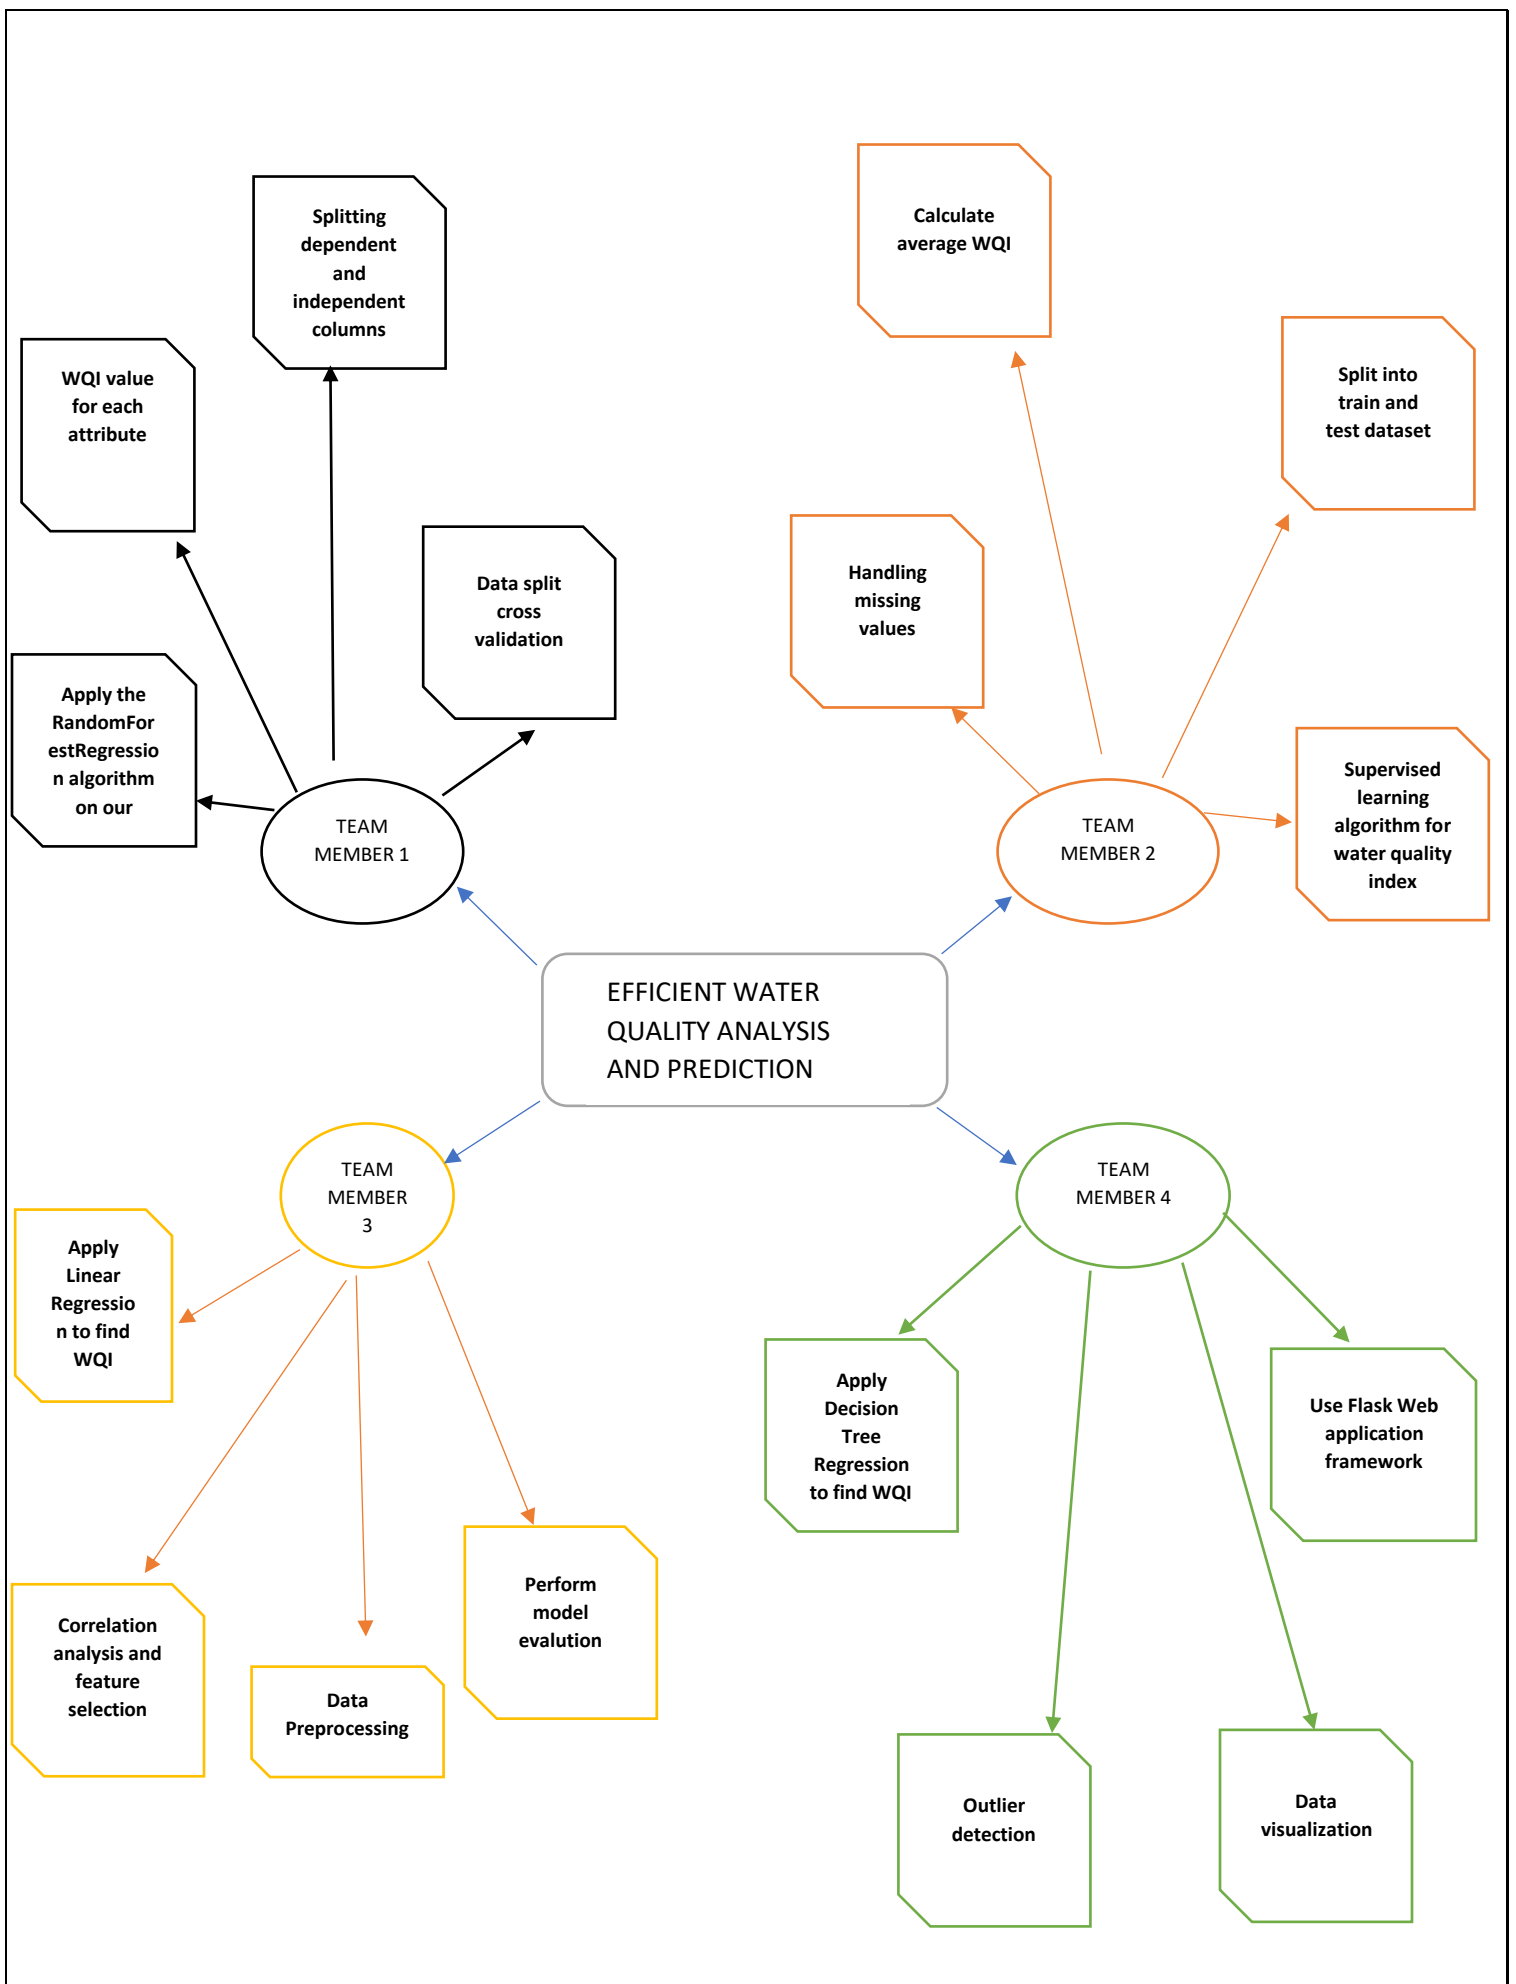 Splitting
dependent
and
independent
columns
WQI value
for each
attribute
Data split
cross
validation
Apply the
RandomFor
estRegressio
n algorithm
on our
TEAM
MEMBER 1
Calculate
average WQI
Split into
train and
test dataset
Handling
missing
values
Supervised
learning
algorithm for
water quality
index
TEAM
MEMBER 2
EFFICIENT WATER
QUALITY ANALYSIS
AND PREDICTION
TEAM
MEMBER
3
Apply
Linear
Regressio
n to find
WQI
Correlation
analysis and
feature
selection
Data
Preprocessing
Perform
model
evalution
TEAM
MEMBER 4
Apply
Decision
Tree
Regression
to find WQI
Use Flask Web
application
framework
Outlier
detection
Data
visualization